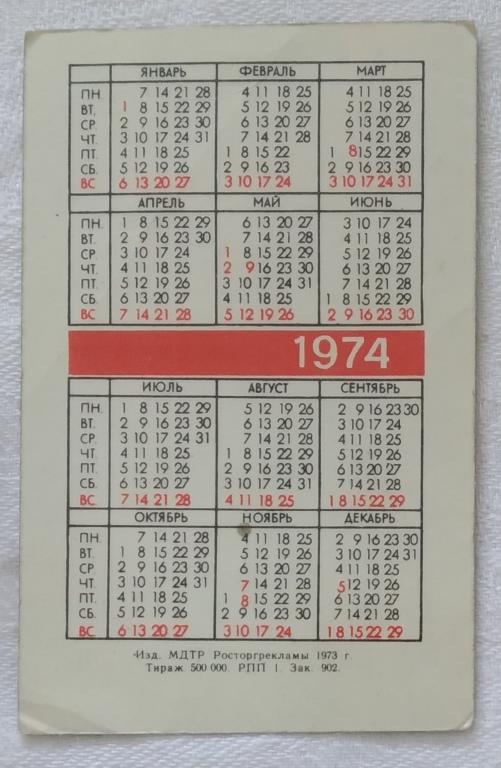 ЯНВАРЬ ФЕВРАЛЬ МАРТ
ПН. 7 14 21 28 4 11 18 25 4 11 18 25
ВТ. 1 8 15 22 29 5 12 19 26 5 12 19 26
СР. 2 9 16 23 30 6 13 20 27 6 13 20 27
ЧТ. 3 10 17 24 31 7 14 21 28 7 14 21 28
ПТ. 4 11 18 25 1 8 15 22 1 8 15 22 29
СБ. 5 12 19 26 2 9 16 23 2 9 16 23 30
ВС 6 13 20 27 3 10 17 24 3 10 17 24 31
АПРЕЛЬ МАЙ ИЮНЬ
ПН. 1 8 15 22 29 6 13 20 27 3 10 17 24
ВТ. 2 9 16 23 30 7 14 21 28 4 11 18 25
СР. 3 10 17 24 1 8 15 22 29 5 12 19 26
ЧТ. 4 11 18 25 2 9 16 23 30 6 13 20 27
ПТ. 5 12 19 26 3 10 17 24 31 7 14 21 28
СБ. 6 13 20 27 4 11 18 25 1 8 15 22 29
ВС 7 14 21 28 5 12 19 26 2 9 16 23 30
1974
ИЮЛЬ АВГУСТ СЕНТЯБРЬ
ПН. 1 8 15 22 29 5 12 19 26 2 9 16 23 30
ВТ. 2 9 16 23 30 6 13 20 27 3 10 17 24
СР. 3 10 17 24 31 7 14 21 28 4 11 18 25
ЧТ. 4 11 18 25 1 8 15 22 29 5 12 19 26
ПТ. 5 12 19 26 2 9 16 23 30 6 13 20 27
СБ. 6 13 20 27 3 10 17 24 31 7 14 21 28
ВС. 7 14 21 28 4 11 18 25 1 8 15 22 29
ОКТЯБРЬ НОЯБРЬ ДЕКАБРЬ
ПН. 7 14 21 28 4 11 18 25 2 9 16 23 30
ВТ. 1 8 15 22 29 5 12 19 26 3 10 17 24 31
СР. 2 9 16 23 30 6 13 20 27 4 11 18 25
ЧТ. 3 10 17 24 31 7 14 21 28 5 12 19 26
ПТ. 4 11 18 25 1 8 15 22 29 6 13 20 27
СБ. 5 12 19 26 2 9 16 23 30 7 14 21 28
ВС. 6 13 20 27 3 10 17 24 1 8 15 22 29
Изд. МДТР Росторгрекламы 1973 г.
Тираж 500 000. РПП 1. Зак. 902.